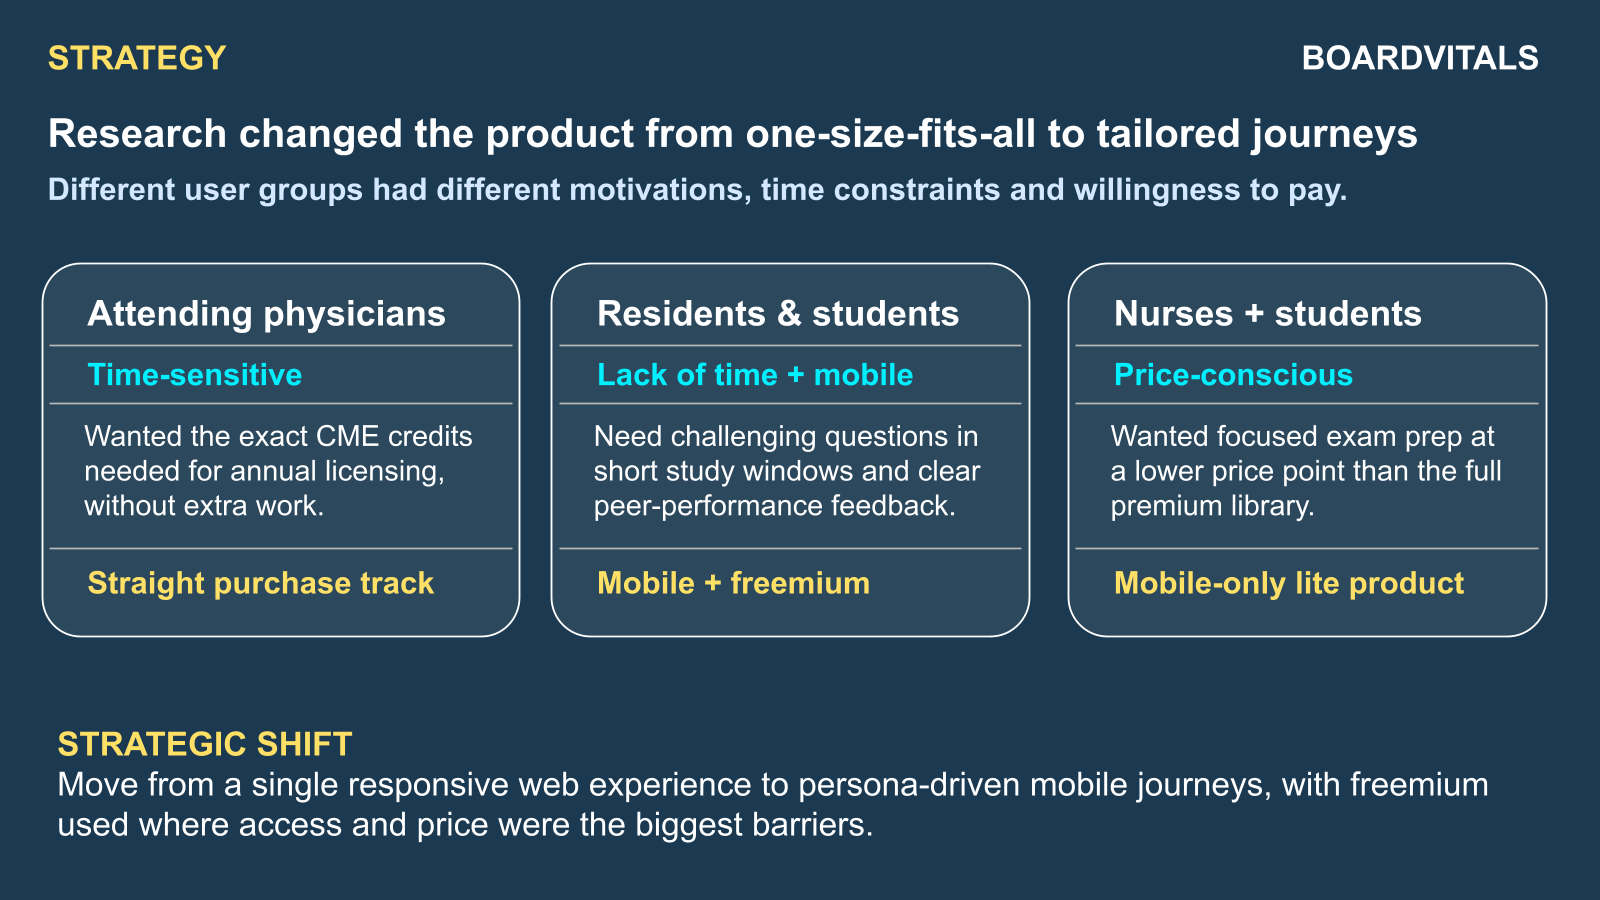 STRATEGY
BOARDVITALS
Research changed the product from one-size-fits-all to tailored journeys
Different user groups had different motivations, time constraints and willingness to pay.
Attending physicians
Time-sensitive
Wanted the exact CME credits
needed for annual licensing,
without extra work.
Straight purchase track
Residents & students
Lack of time + mobile
Need challenging questions in
short study windows and clear
peer-performance feedback.
Mobile + freemium
Nurses + students
Price-conscious
Wanted focused exam prep at
a lower price point than the full
premium library.
Mobile-only lite product
STRATEGIC SHIFT
Move from a single responsive web experience to persona-driven mobile journeys, with freemium
used where access and price were the biggest barriers.